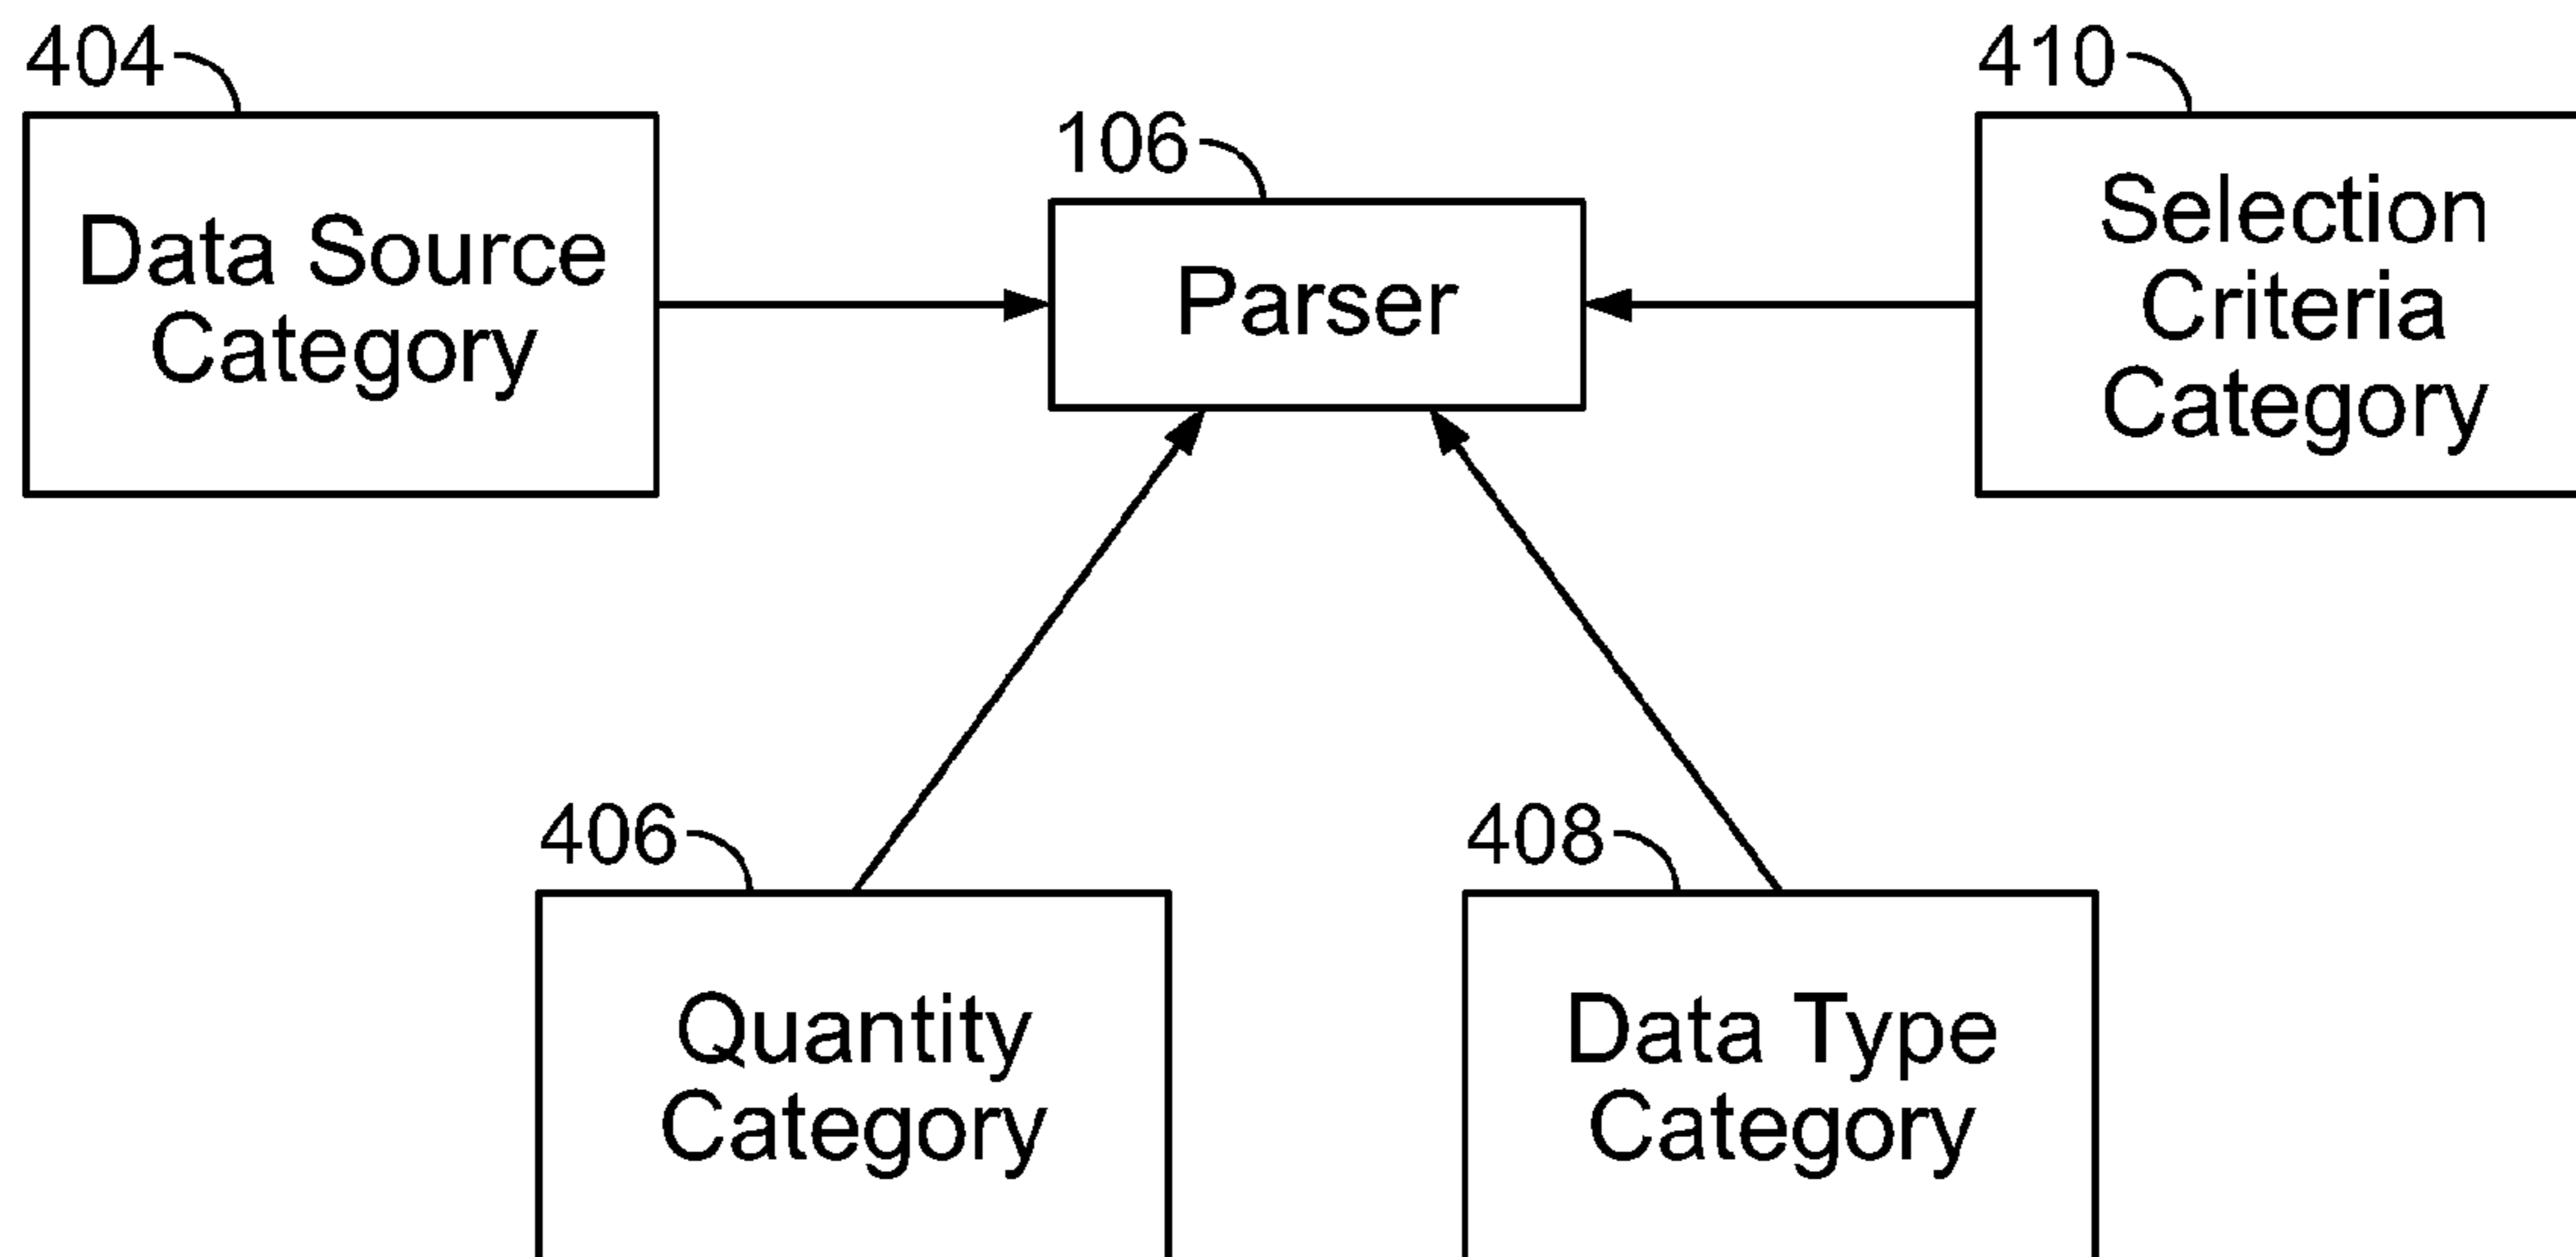 404
Data Source
Category
106
Parser
410
Selection
Criteria
Category
406
Quantity
Category
408
Data Type
Category